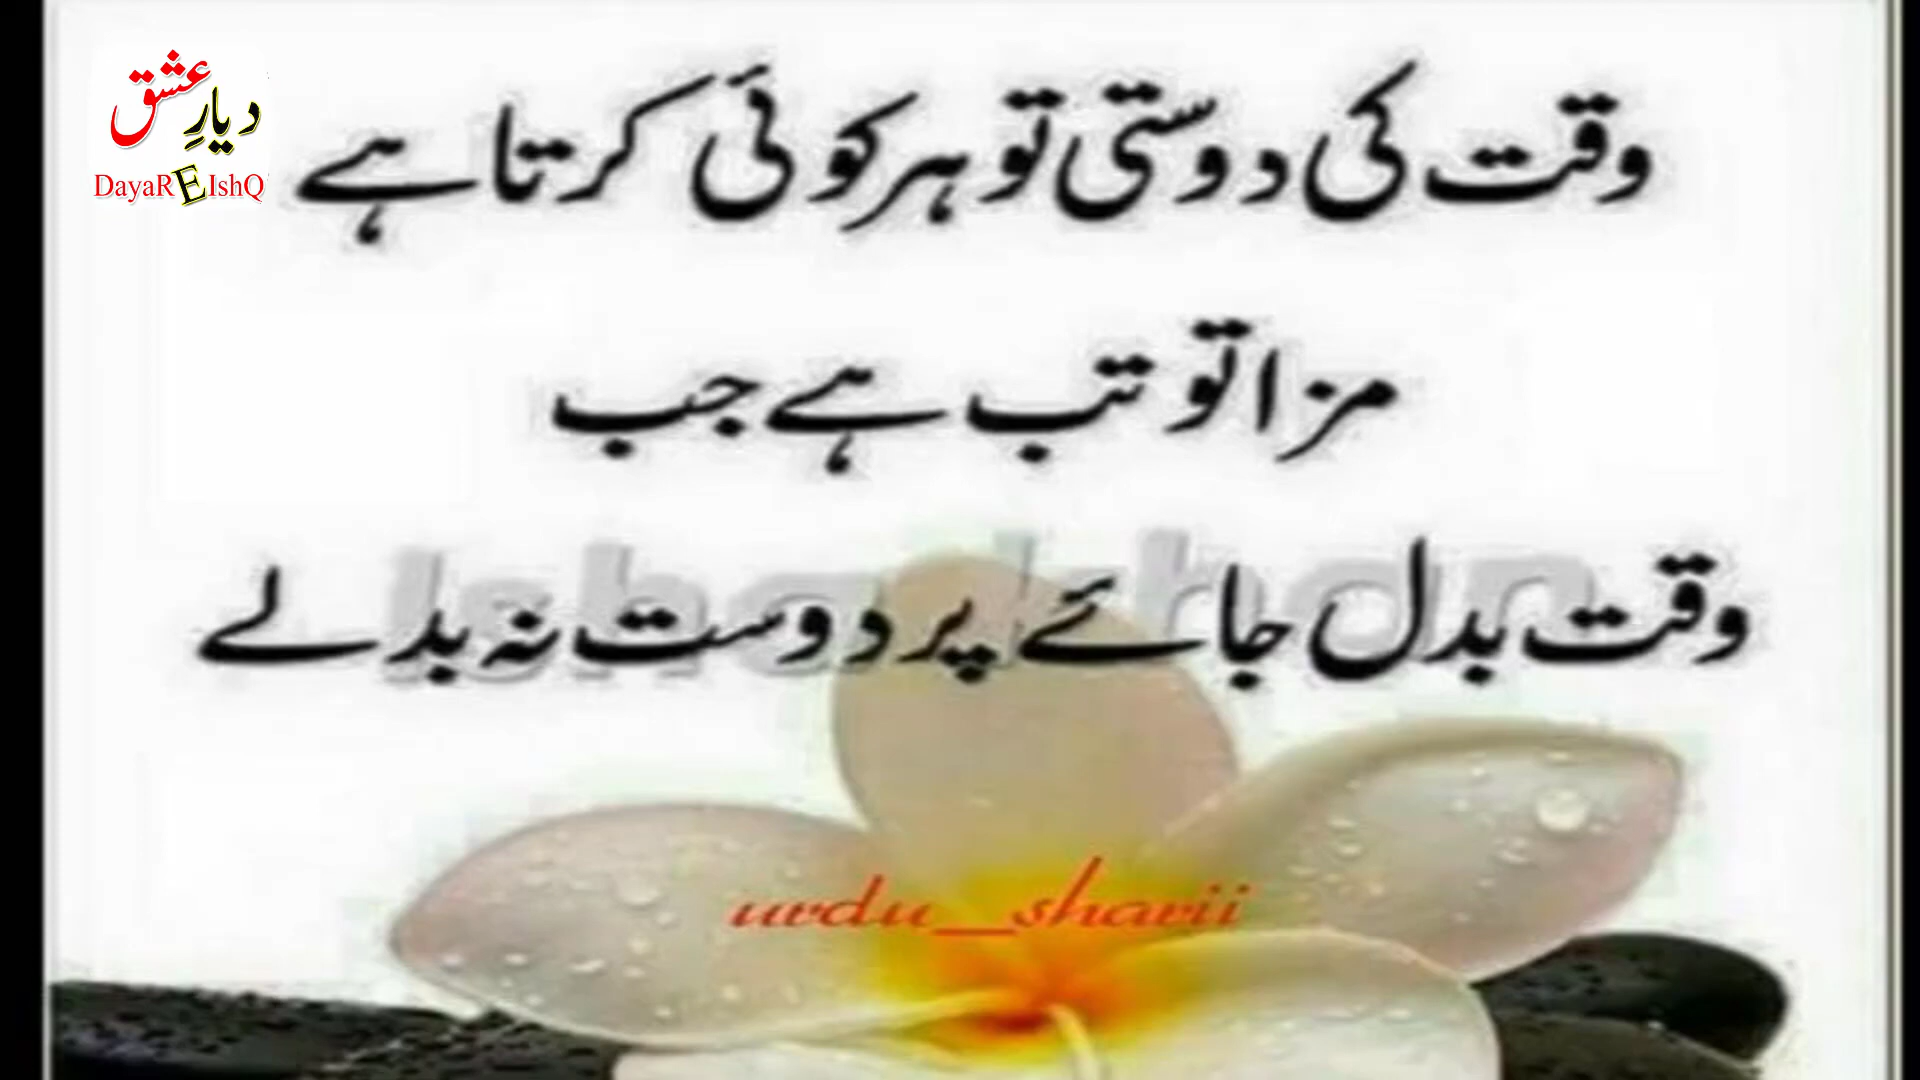 دیارِ عشق
DayaREIshQ
وقت کی دوستی تو ہر کوئی کرتا ہے
مزا تو تب ہے جب
وقت بدل جائے پر دوست نہ بدلے
urdu_sharii